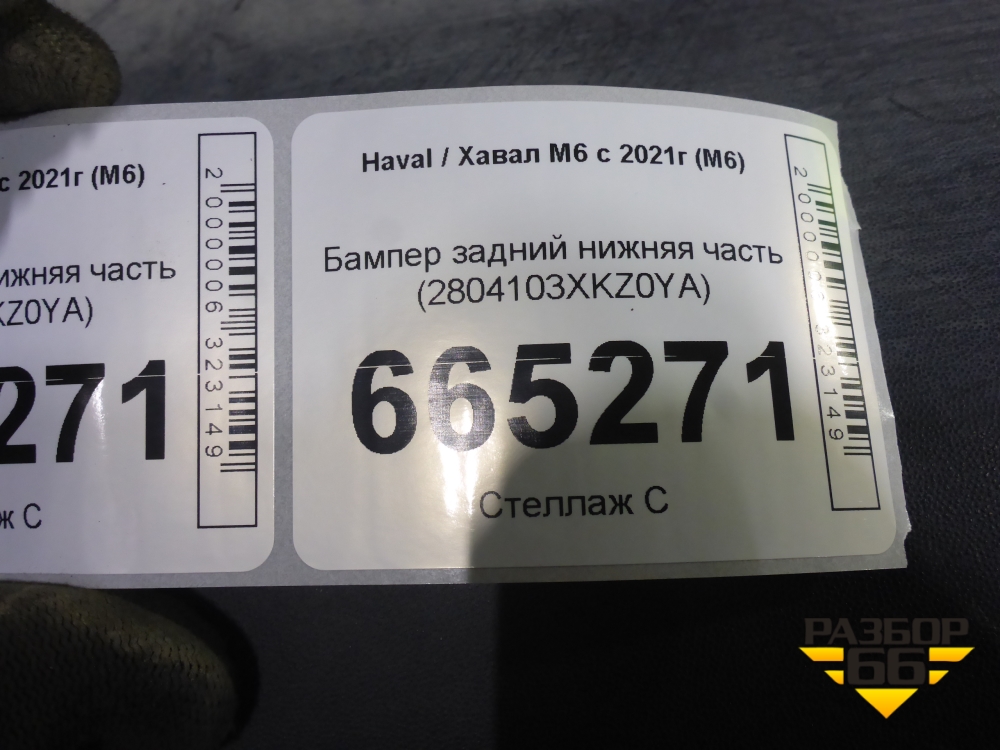 с 2021г (М6)
ижняя часть
KZ0YA)
271
ж С
2000006323149
Haval / Хавал М6 с 2021г (М6)
Бампер задний нижняя часть
(2804103XKZ0YA)
665271
Стеллаж С
2000006323149
РАЗБОР
66